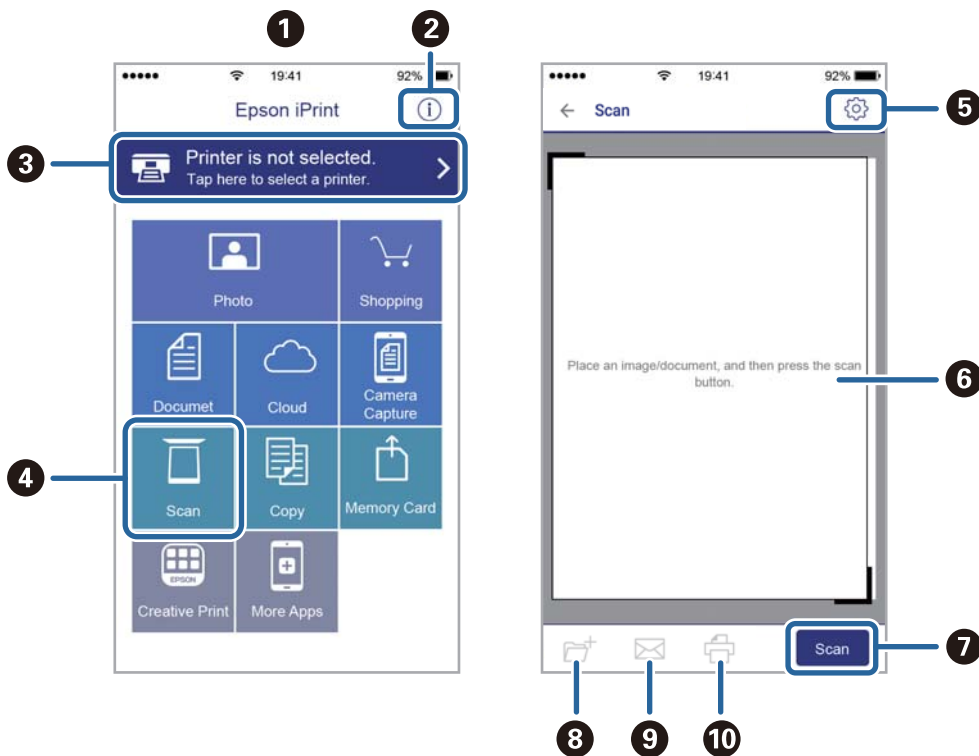 1
2
19:41 92%
Epson iPrint
3
Printer is not selected.
Tap here to select a printer.
Photo
Shopping
Documet
Cloud
Camera
Capture
4
Scan
Copy
Memory Card
EPSON
Creative Print
More Apps
19:41 92%
Scan
5
Place an image/document, and then press the scan
button.
6
Scan
7
8
9
10